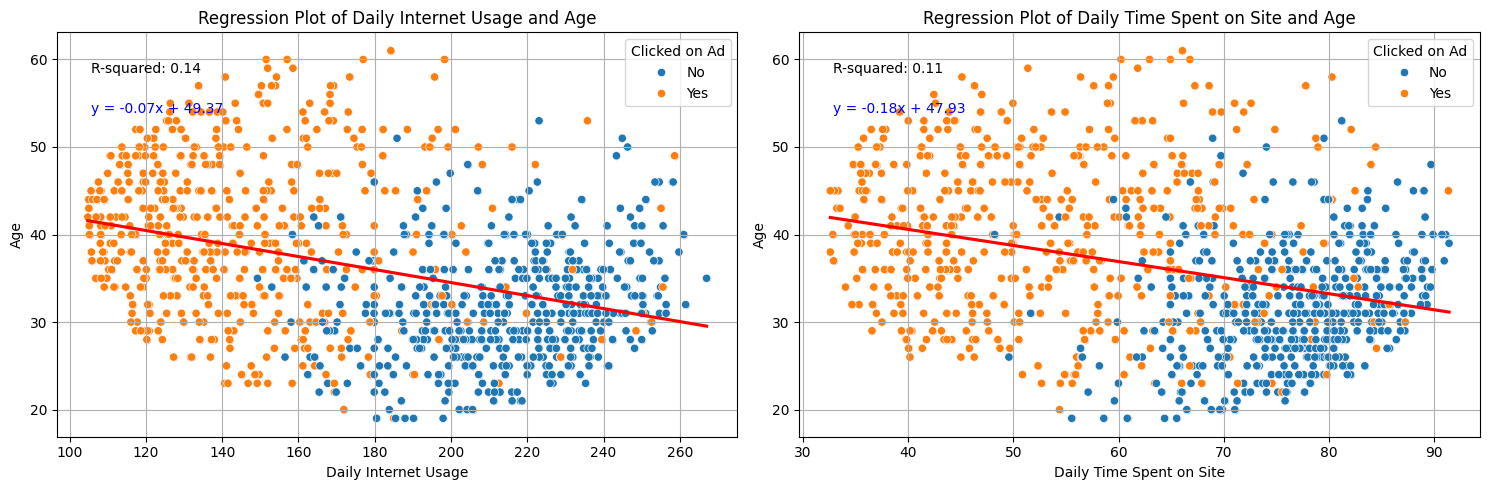 Regression Plot of Daily Internet Usage and Age
Clicked on Ad
No
Yes
R-squared: 0.14
y = -0.07x + 49.37
60
50
40
30
20
Age
100
120
140
160
180
200
220
240
260
Daily Internet Usage
Regression Plot of Daily Time Spent on Site and Age
Clicked on Ad
No
Yes
R-squared: 0.11
y = -0.18x + 47.93
60
50
40
30
20
Age
30
40
50
60
70
80
90
Daily Time Spent on Site